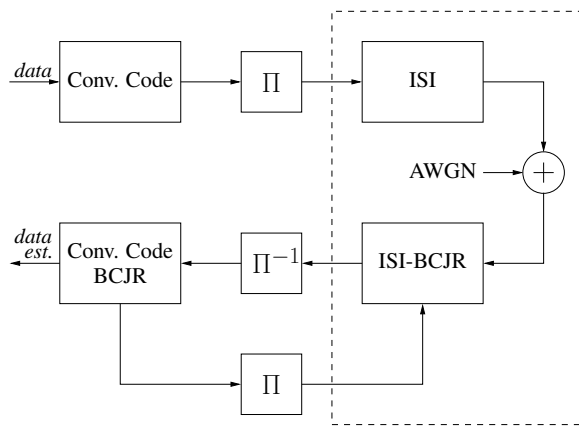 data
Conv. Code
Π
ISI
AWGN
+
data
est.
Conv. Code
BCJR
Π⁻¹
ISI-BCJR
Π